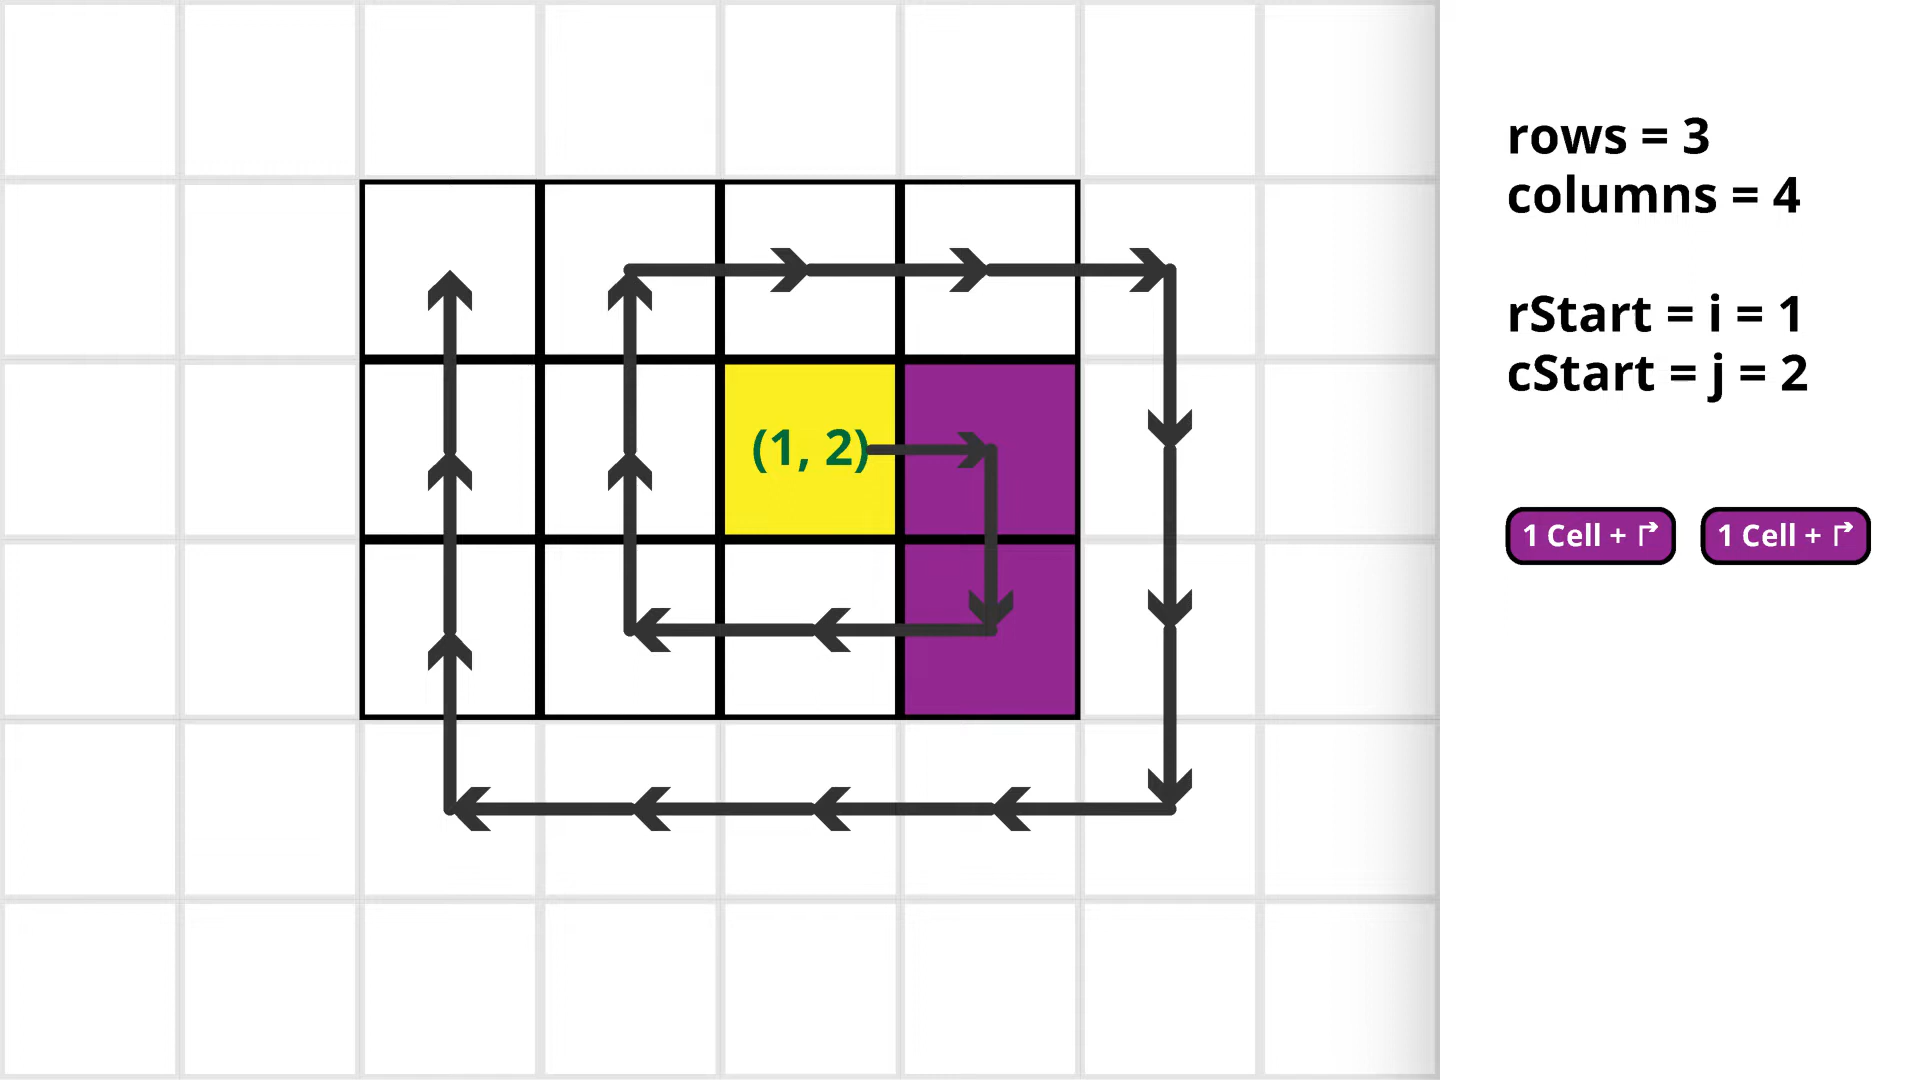 rows = 3
columns = 4
rStart = i = 1
cStart = j = 2
(1, 2)
1 Cell + ↱ 1 Cell + ↱